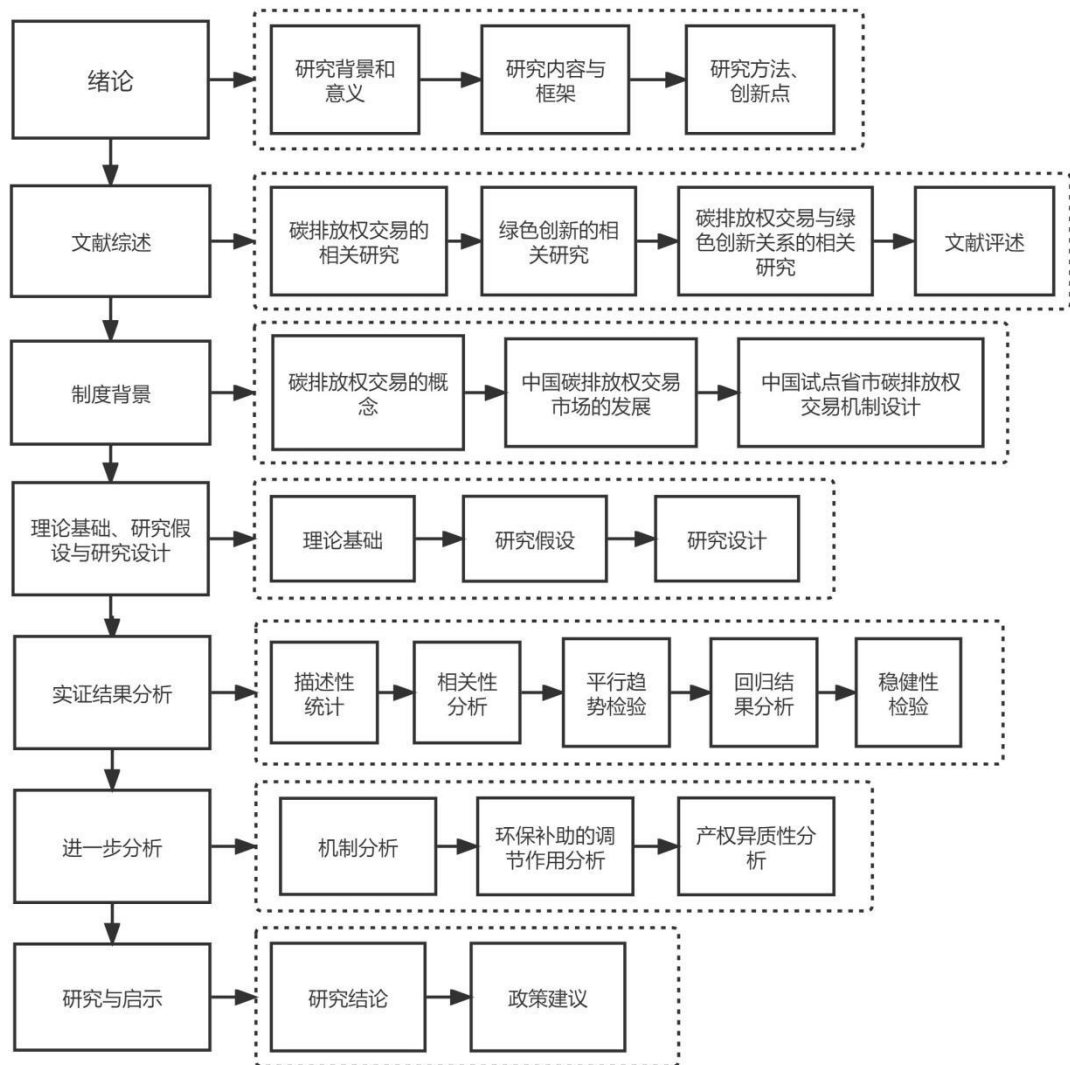 绪论
研究背景和
意义
研究内容与
框架
研究方法、
创新点
文献综述
碳排放权交易的
相关研究
绿色创新的相
关研究
碳排放权交易与绿
色创新关系的相关
研究
文献评述
制度背景
碳排放权交易的概
念
中国碳排放权交易
市场的发展
中国试点省市碳排放权
交易机制设计
理论基础、研究假
设与研究设计
理论基础
研究假设
研究设计
实证结果分析
描述性
统计
相关性
分析
平行趋
势检验
回归结
果分析
稳健性
检验
进一步分析
机制分析
环保补助的调
节作用分析
产权异质性分
析
研究与启示
研究结论
政策建议